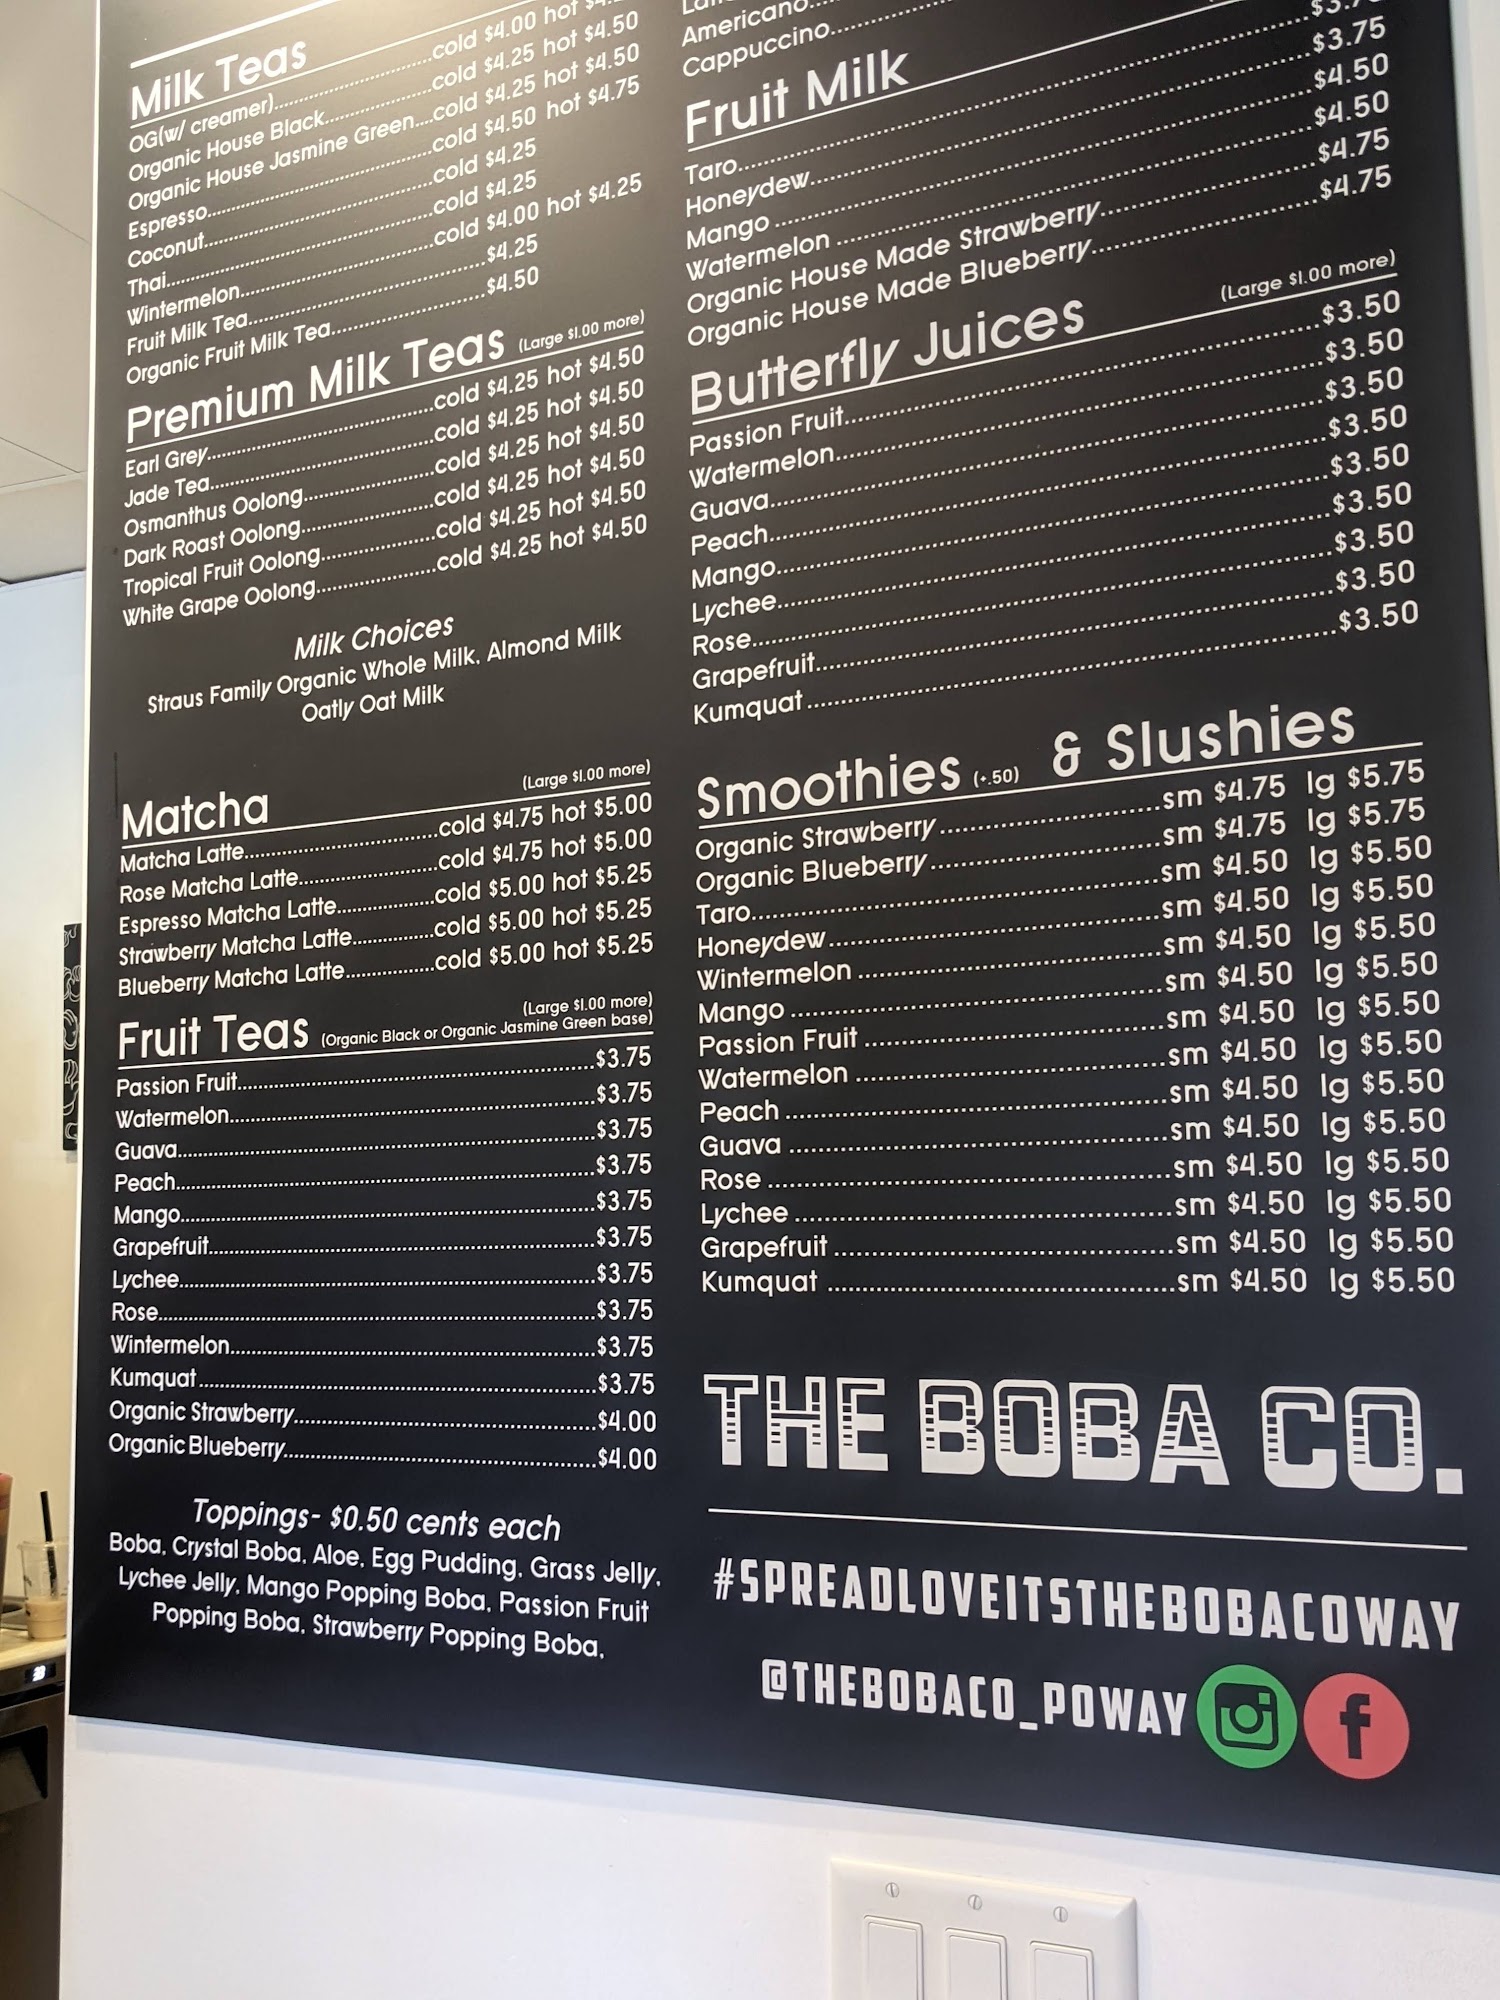 Milk Teas
OG(w/ creamer)..........cold $4.00 hot
Organic House Black..........cold $4.25 hot $4.50
Organic House Jasmine Green....cold $4.25 hot $4.50
Espresso..........cold $4.50 hot $4.75
Coconut..........cold $4.25
Thai..........cold $4.25
Wintermelon..........cold $4.00 hot $4.25
Fruit Milk Tea..........$4.25
Organic Fruit Milk Tea..........$4.50
Premium Milk Teas (Large $1.00 more)
Earl Grey..........cold $4.25 hot $4.50
Jade Tea..........cold $4.25 hot $4.50
Osmanthus Oolong..........cold $4.25 hot $4.50
Dark Roast Oolong..........cold $4.25 hot $4.50
Tropical Fruit Oolong..........cold $4.25 hot $4.50
White Grape Oolong..........cold $4.25 hot $4.50
Milk Choices
Straus Family Organic Whole Milk, Almond Milk
Oatly Oat Milk
Matcha (Large $1.00 more)
Matcha Latte..........cold $4.75 hot $5.00
Rose Matcha Latte..........cold $4.75 hot $5.00
Espresso Matcha Latte..........cold $5.00 hot $5.25
Strawberry Matcha Latte..........cold $5.00 hot $5.25
Blueberry Matcha Latte..........cold $5.00 hot $5.25
(Large $1.00 more)
Fruit Teas (Organic Black or Organic Jasmine Green base)
Passion Fruit..........$3.75
Watermelon..........$3.75
Guava..........$3.75
Peach..........$3.75
Mango..........$3.75
Grapefruit..........$3.75
Lychee..........$3.75
Rose..........$3.75
Wintermelon..........$3.75
Kumquat..........$3.75
Organic Strawberry..........$4.00
Organic Blueberry..........$4.00
Toppings- $0.50 cents each
Boba, Crystal Boba, Aloe, Egg Pudding, Grass Jelly,
Lychee Jelly, Mango Popping Boba, Passion Fruit
Popping Boba, Strawberry Popping Boba,
Americano..........
Cappuccino..........
Fruit Milk
Taro..........
Honeydew..........$3.75
Mango..........$4.50
Watermelon..........$4.50
Organic House Made Strawberry..........$4.75
Organic House Made Blueberry..........$4.75
Butterfly Juices (Large $1.00 more)
Passion Fruit..........$3.50
Watermelon..........$3.50
Guava..........$3.50
Peach..........$3.50
Mango..........$3.50
Lychee..........$3.50
Rose..........$3.50
Grapefruit..........$3.50
Kumquat..........$3.50
Smoothies (+.50) & Slushies
Organic Strawberry..........sm $4.75 lg $5.75
Organic Blueberry..........sm $4.75 lg $5.75
Taro..........sm $4.50 lg $5.50
Honeydew..........sm $4.50 lg $5.50
Wintermelon..........sm $4.50 lg $5.50
Mango..........sm $4.50 lg $5.50
Passion Fruit..........sm $4.50 lg $5.50
Watermelon..........sm $4.50 lg $5.50
Peach..........sm $4.50 lg $5.50
Guava..........sm $4.50 lg $5.50
Rose..........sm $4.50 lg $5.50
Lychee..........sm $4.50 lg $5.50
Grapefruit..........sm $4.50 lg $5.50
Kumquat..........sm $4.50 lg $5.50
THE BOBA CO.
#SPREADLOVEITSTHEBOBACOWAY
@THEBOBACO_POWAY